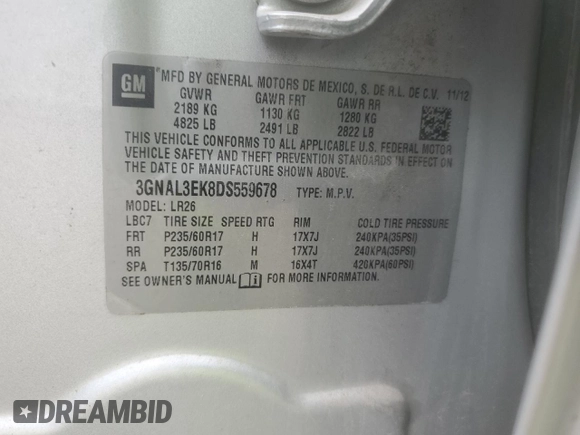 GM
MFD BY GENERAL MOTORS DE MEXICO, S. DE R.L. DE C.V. 11/12
GVWR GAWR FRT GAWR RR
2189 KG 1130 KG 1280 KG
4825 LB 2491 LB 2822 LB
THIS VEHICLE CONFORMS TO ALL APPLICABLE U.S. FEDERAL MOTOR
VEHICLE SAFETY AND THEFT PREVENTION STANDARDS IN EFFECT ON
THE DATE OF MANUFACTURE SHOWN ABOVE.
3GNAL3EK8DS559678 TYPE: M.P.V.
MODEL: LR26
LBC7 TIRE SIZE SPEED RTG RIM COLD TIRE PRESSURE
FRT P235/60R17 H 17X7J 240KPA(35PSI)
RR P235/60R17 H 17X7J 240KPA(35PSI)
SPA T135/70R16 M 16X4T 420KPA(60PSI)
SEE OWNER'S MANUAL FOR MORE INFORMATION.
DREAMBID